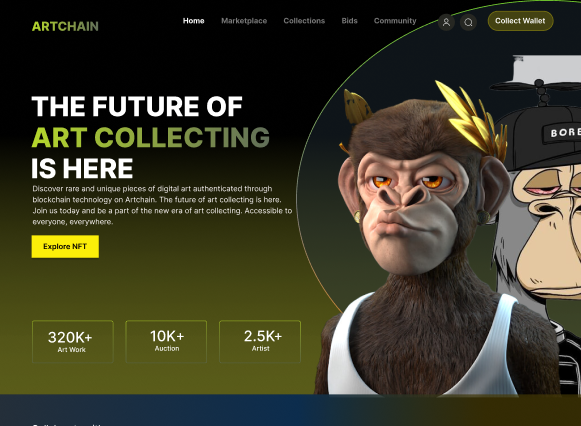 ARTCHAIN
Home Marketplace Collections Bids Community Collect Wallet
THE FUTURE OF
ART COLLECTING
IS HERE
Discover rare and unique pieces of digital art authenticated through
blockchain technology on Artchain. The future of art collecting is here.
Join us today and be a part of the new era of art collecting. Accessible to
everyone, everywhere.
Explore NFT
320K+
Art Work
10K+
Auction
2.5K+
Artist
BORE